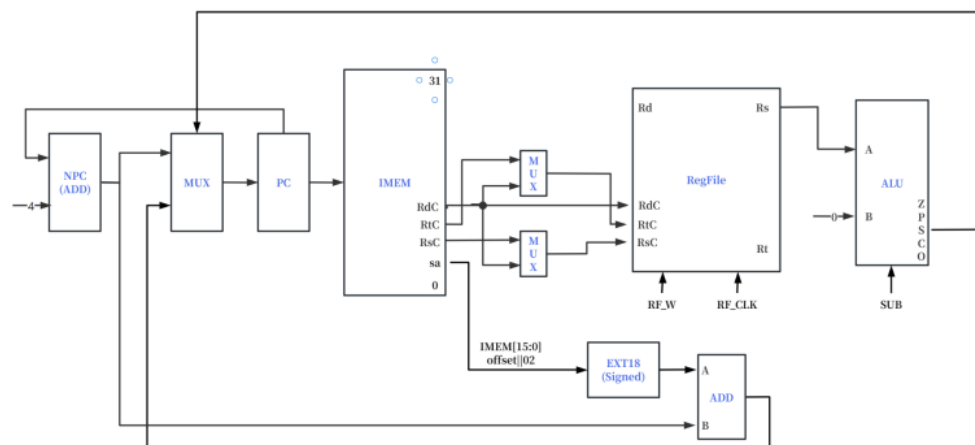 31
NPC
(ADD)
4
MUX
PC
IMEM
RdC
RtC
RsC
sa
0
M
U
X
M
U
X
Rd
Rs
RegFile
RdC
RtC
RsC
Rt
RF_W
RF_CLK
A
ALU
B
0
Z
P
S
C
O
SUB
IMEM[15:0]
offset||02
EXT18
(Signed)
A
ADD
B